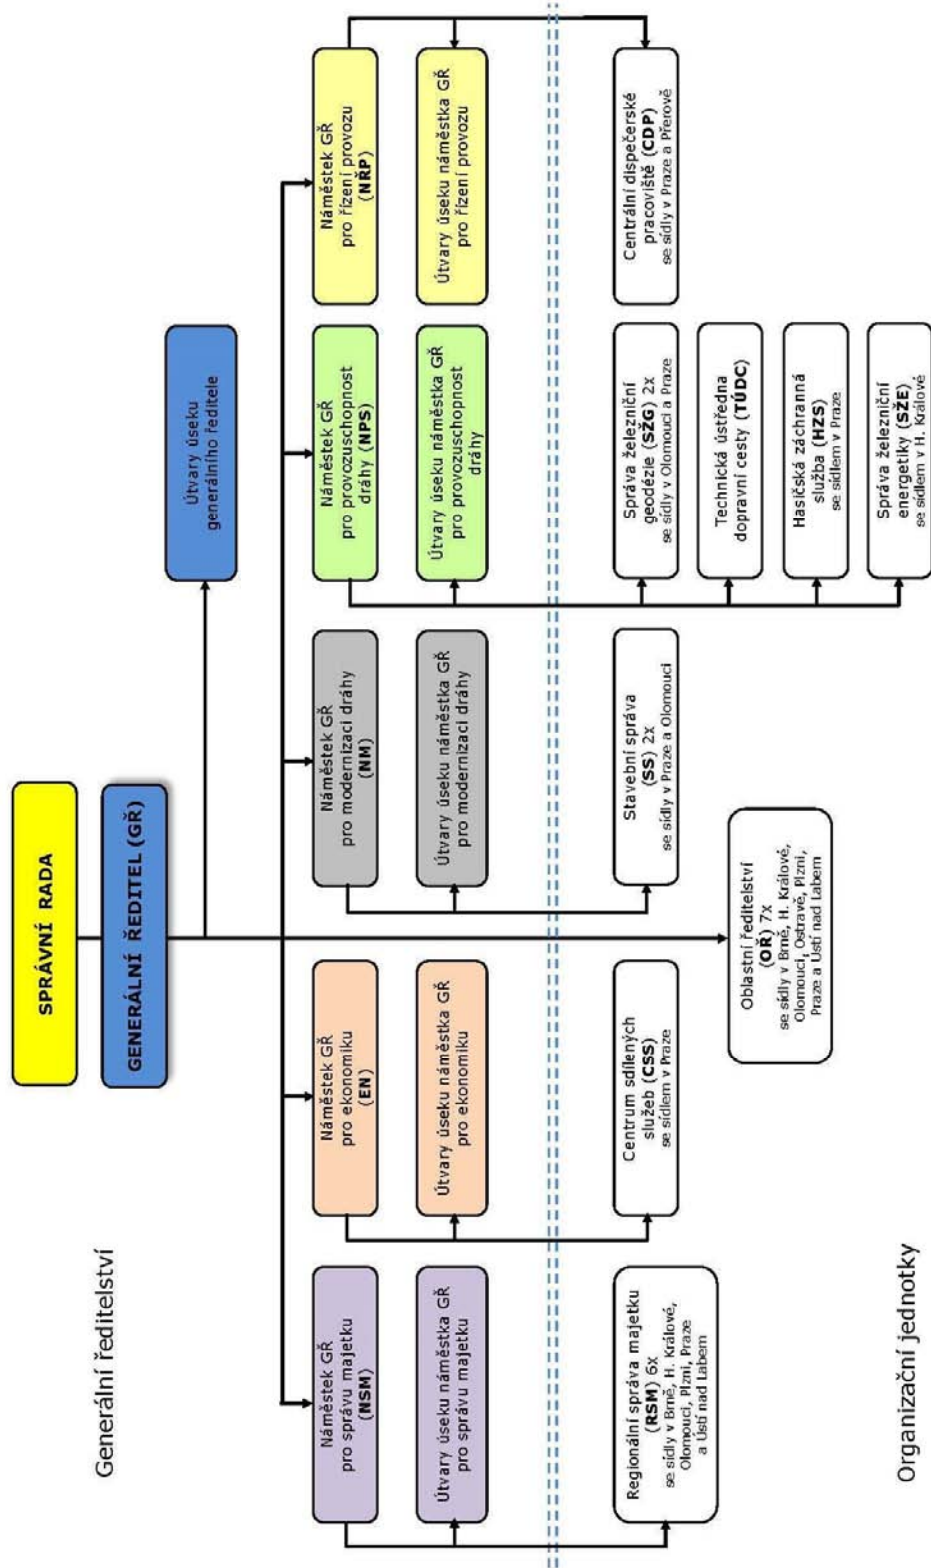 Generální ředitelství
SPRÁVNÍ RADA
GENERÁLNÍ ŘEDITEL (GŘ)
Útvary úseku
generálního ředitele
Náměstek GŘ
pro správu majetku
(NSM)
Náměstek GŘ
pro ekonomiku
(EN)
Náměstek GŘ
pro modernizaci dráhy
(NM)
Náměstek GŘ
pro provozuschopnost
dráhy (NPS)
Náměstek GŘ
pro řízení provozu
(NŘP)
Útvary úseku náměstka GŘ
pro správu majetku
Útvary úseku náměstka GŘ
pro ekonomiku
Útvary úseku náměstka GŘ
pro modernizaci dráhy
Útvary úseku náměstka GŘ
pro provozuschopnost
dráhy
Útvary úseku náměstka GŘ
pro řízení provozu
Regionální správa majetku
(RSM) 6x
se sídly v Brně, H. Králové,
Olomouci, Plzni, Praze
a Ústí nad Labem
Centrum sdílených
služeb (CSS)
se sídlem v Praze
Stavební správa
(SS) 2x
se sídly v Praze a Olomouci
Správa železniční
geodézie (SŽG) 2x
se sídly v Olomouci a Praze
Centrální dispečerské
pracoviště (CDP)
se sídly v Praze a Přerově
Technická ústředna
dopravní cesty (TÚDC)
Oblastní ředitelství
(OŘ) 7x
se sídly v Brně, H. Králové,
Olomouci, Ostravě, Plzni,
Praze a Ústí nad Labem
Hasičská záchranná
služba (HZS)
se sídlem v Praze
Správa železniční
energetiky (SŽE)
se sídlem v H. Králové
Organizační jednotky